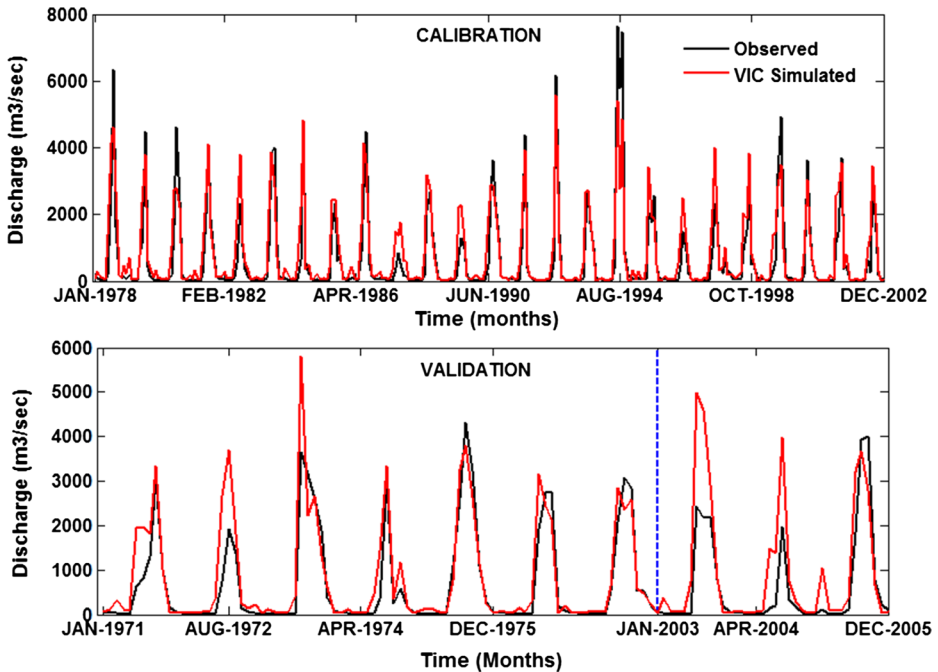 CALIBRATION
Observed
VIC Simulated
Discharge (m3/sec)
8000
6000
4000
2000
0
JAN-1978 FEB-1982 APR-1986 JUN-1990 AUG-1994 OCT-1998 DEC-2002
Time (months)
VALIDATION
Discharge (m3/sec)
6000
5000
4000
3000
2000
1000
0
JAN-1971 AUG-1972 APR-1974 DEC-1975 JAN-2003 APR-2004 DEC-2005
Time (Months)